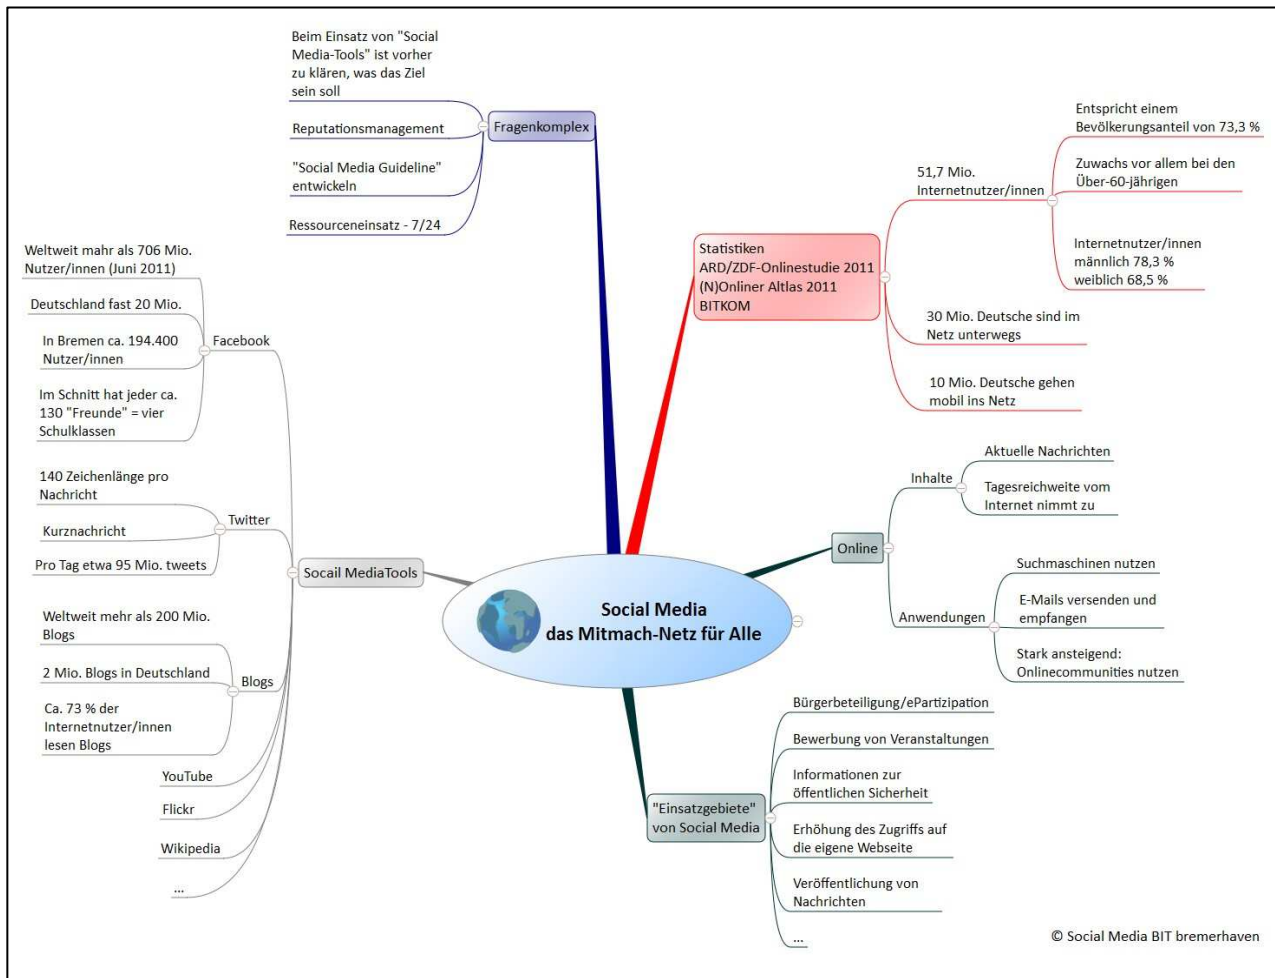 Beim Einsatz von "Social
Media-Tools" ist vorher
zu klären, was das Ziel
sein soll
Reputationsmanagement
"Social Media Guideline"
entwickeln
Ressourceneinsatz - 7/24
Fragenkomplex
Statistiken
ARD/ZDF-Onlinestudie 2011
(N)Onliner Altlas 2011
BITKOM
51,7 Mio.
Internetnutzer/innen
Entspricht einem
Bevölkerungsanteil von 73,3 %
Zuwachs vor allem bei den
Über-60-jährigen
Internetnutzer/innen
männlich 78,3 %
weiblich 68,5 %
30 Mio. Deutsche sind im
Netz unterwegs
10 Mio. Deutsche gehen
mobil ins Netz
Weltweit mahr als 706 Mio.
Nutzer/innen (Juni 2011)
Deutschland fast 20 Mio.
In Bremen ca. 194.400
Nutzer/innen
Im Schnitt hat jeder ca.
130 "Freunde" = vier
Schulklassen
Facebook
140 Zeichenlänge pro
Nachricht
Kurznachricht
Pro Tag etwa 95 Mio. tweets
Twitter
Socail MediaTools
Weltweit mehr als 200 Mio.
Blogs
2 Mio. Blogs in Deutschland
Ca. 73 % der
Internetnutzer/innen
lesen Blogs
Blogs
YouTube
Flickr
Wikipedia
...
Social Media
das Mitmach-Netz für Alle
Online
Inhalte
Aktuelle Nachrichten
Tagesreichweite vom
Internet nimmt zu
Anwendungen
Suchmaschinen nutzen
E-Mails versenden und
empfangen
Stark ansteigend:
Onlinecommunities nutzen
"Einsatzgebiete"
von Social Media
Bürgerbeteiligung/ePartizipation
Bewerbung von Veranstaltungen
Informationen zur
öffentlichen Sicherheit
Erhöhung des Zugriffs auf
die eigene Webseite
Veröffentlichung von
Nachrichten
...
© Social Media BIT bremerhaven